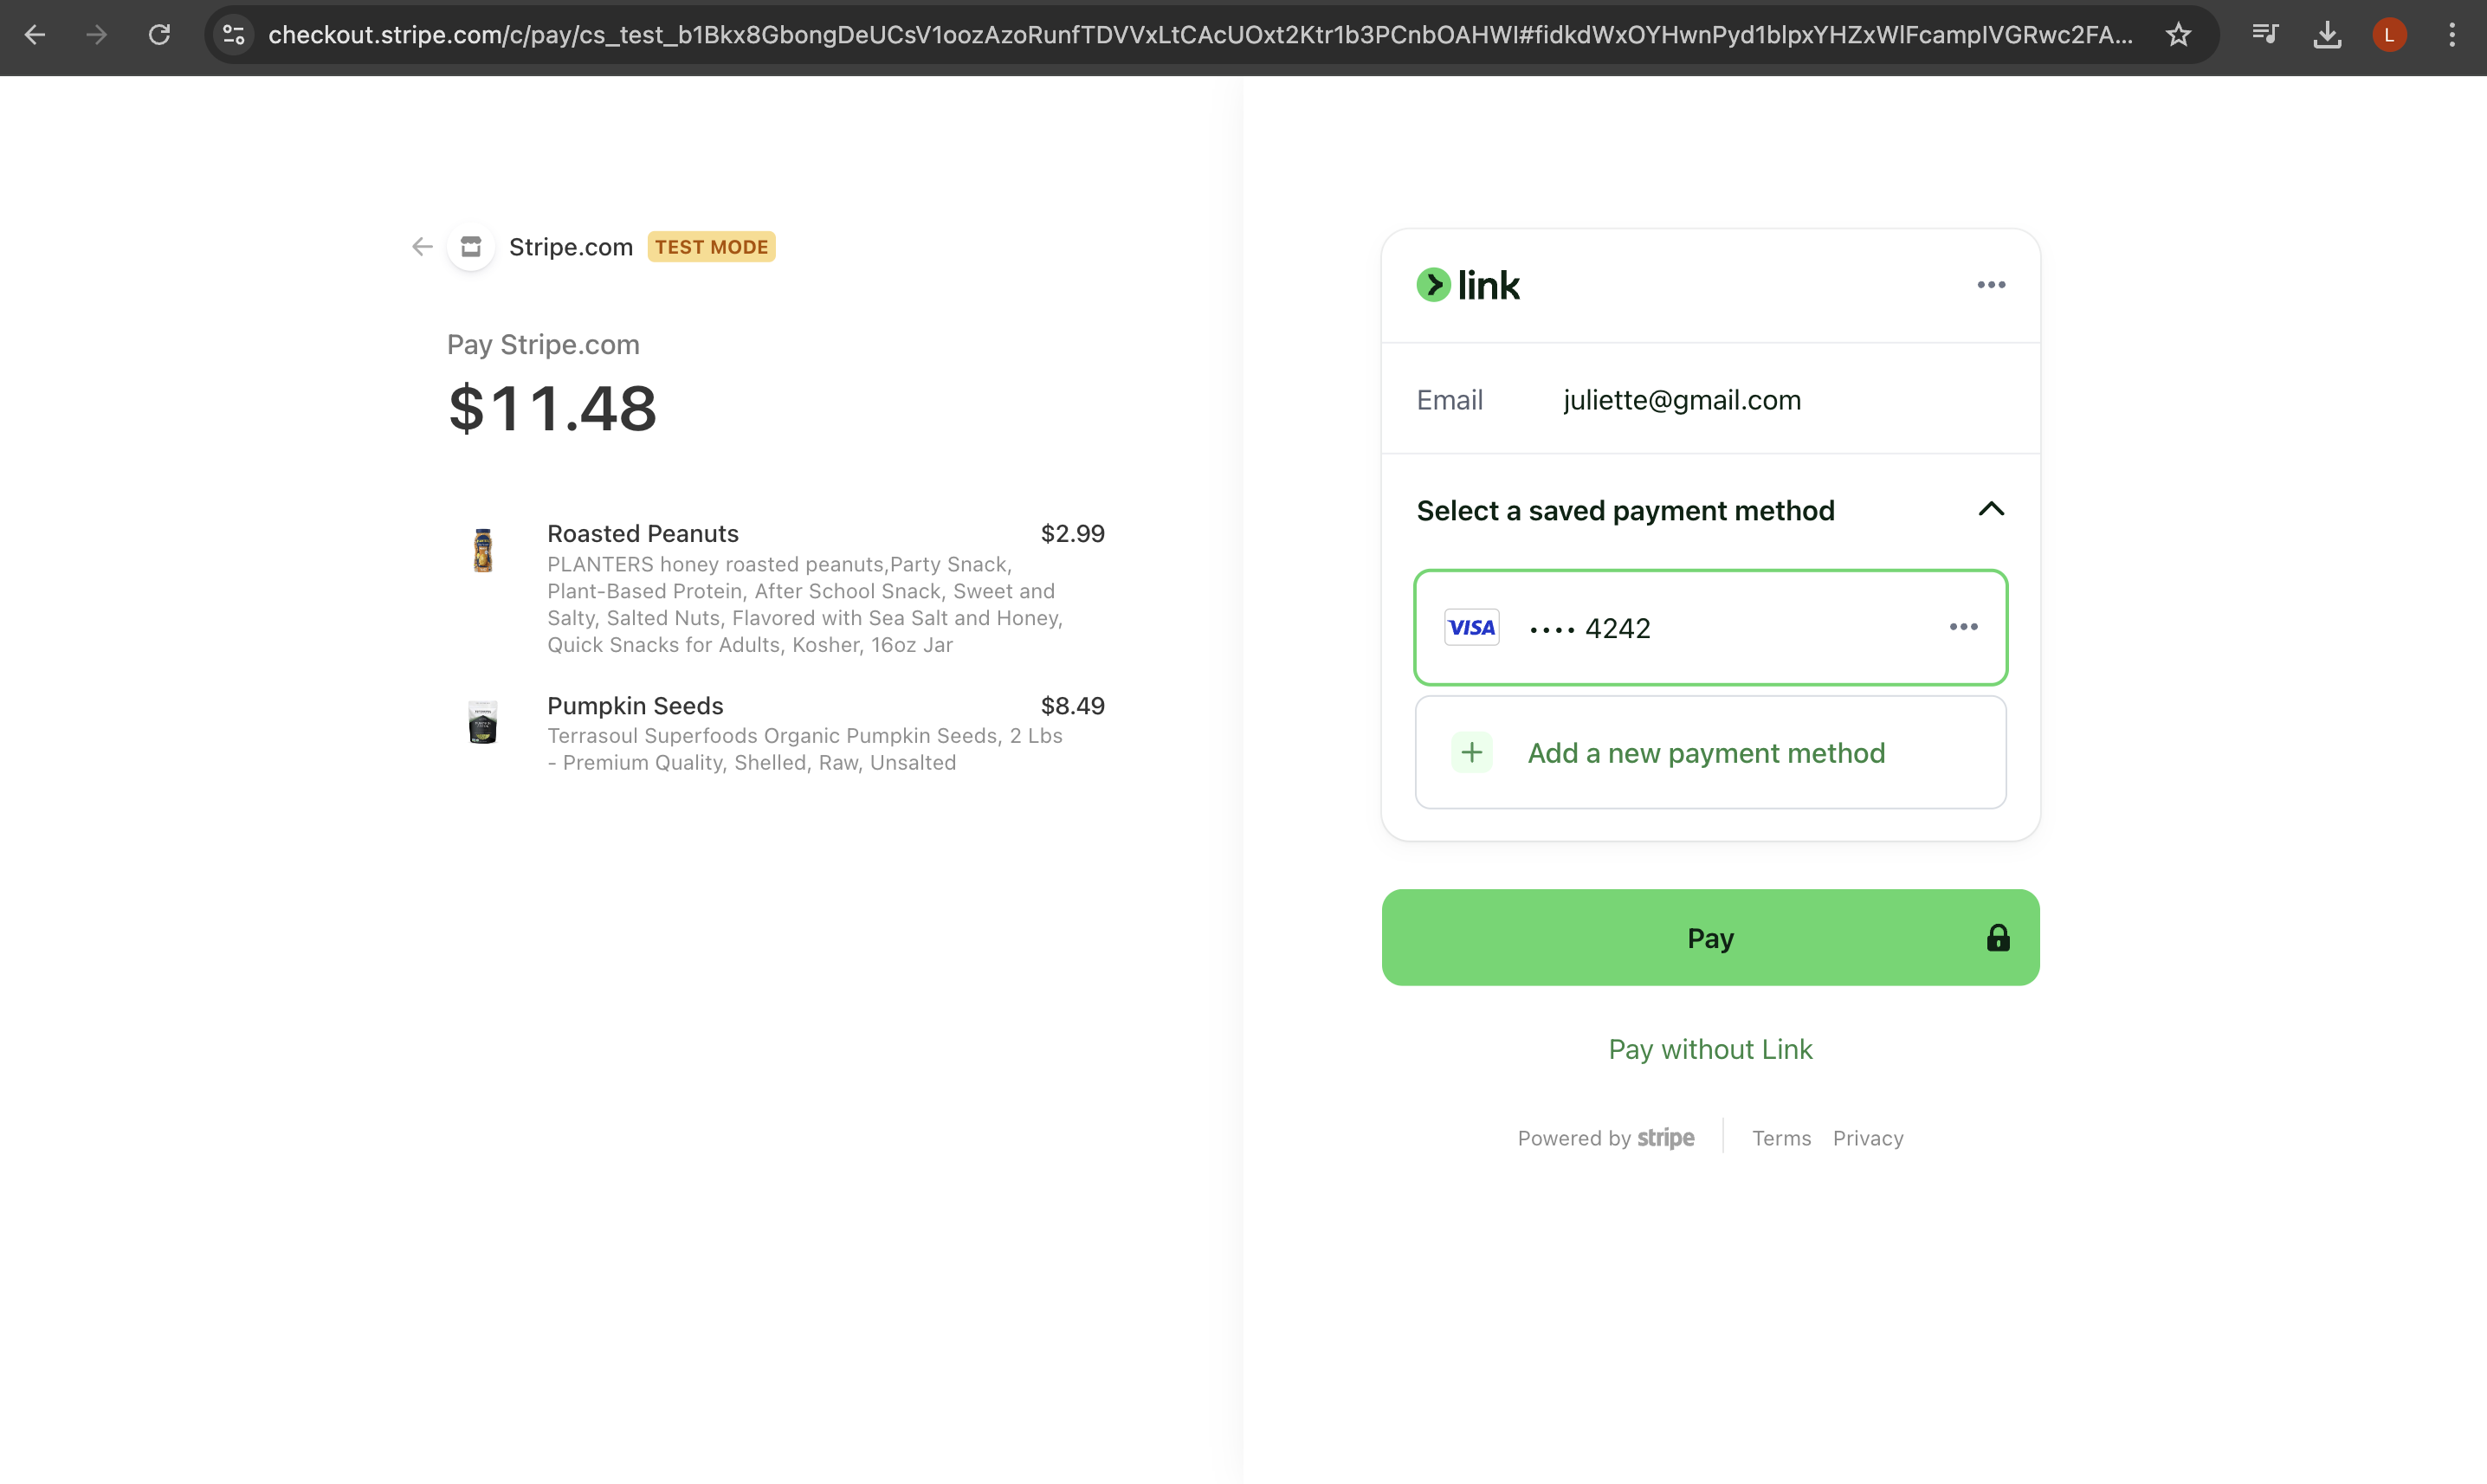 checkout.stripe.com/c/pay/cs_test_b1Bkx8GbongDeUCsV1oozAzoRunfTDVVxLtCAcUOxt2Ktr1b3PCnbOAHWI#fidkdWxOYHwnPyd1blpxYHZxWlFcampIVGRwc2FA...
L
Stripe.com TEST MODE
Pay Stripe.com
$11.48
Roasted Peanuts $2.99
PLANTERS honey roasted peanuts,Party Snack,
Plant-Based Protein, After School Snack, Sweet and
Salty, Salted Nuts, Flavored with Sea Salt and Honey,
Quick Snacks for Adults, Kosher, 16oz Jar
Pumpkin Seeds $8.49
Terrasoul Superfoods Organic Pumpkin Seeds, 2 Lbs
- Premium Quality, Shelled, Raw, Unsalted
link
Email juliette@gmail.com
Select a saved payment method
VISA •••• 4242
Add a new payment method
Pay
Pay without Link
Powered by stripe Terms Privacy